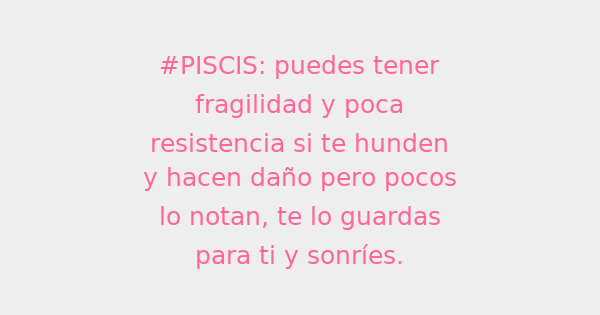 #PISCIS: puedes tener
fragilidad y poca
resistencia si te hunden
y hacen daño pero pocos
lo notan, te lo guardas
para ti y sonríes.